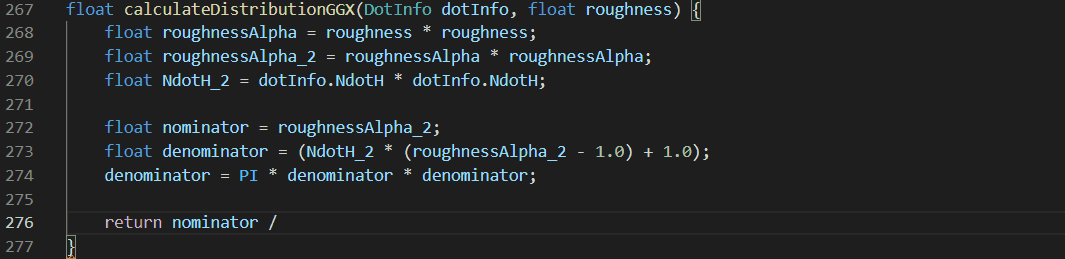 267 float calculateDistributionGGX(DotInfo dotInfo, float roughness) {
268     float roughnessAlpha = roughness * roughness;
269     float roughnessAlpha_2 = roughnessAlpha * roughnessAlpha;
270     float NdotH_2 = dotInfo.NdotH * dotInfo.NdotH;
271
272     float nominator = roughnessAlpha_2;
273     float denominator = (NdotH_2 * (roughnessAlpha_2 - 1.0) + 1.0);
274     denominator = PI * denominator * denominator;
275
276     return nominator /
277 }